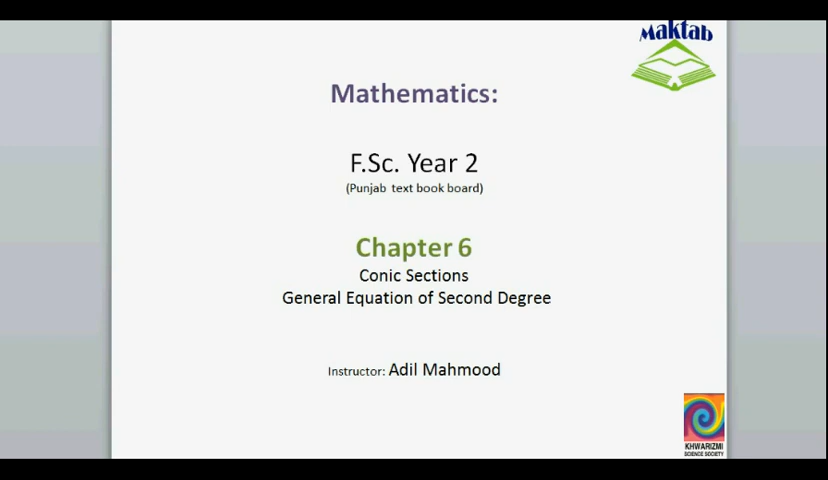 Maktab
Mathematics:
F.Sc. Year 2
(Punjab text book board)
Chapter 6
Conic Sections
General Equation of Second Degree
Instructor: Adil Mahmood
KHWARIZMI
SCIENCE SOCIETY